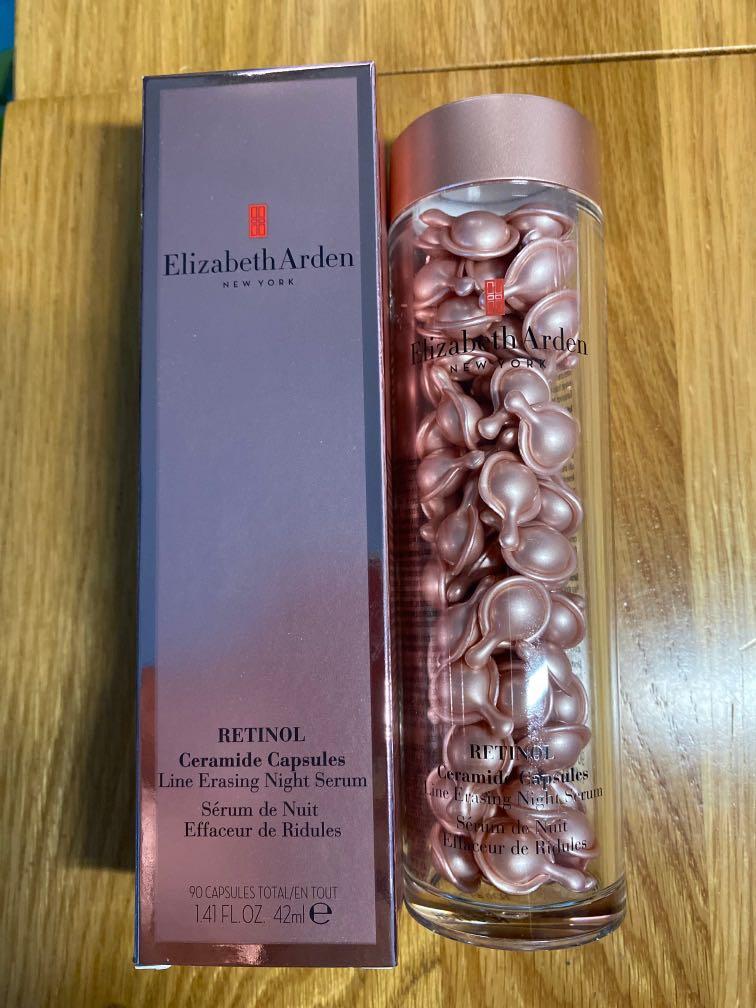 Elizabeth Arden
NEW YORK
RETINOL
Ceramide Capsules
Line Erasing Night Serum
Sérum de Nuit
Effaceur de Ridules
90 CAPSULES TOTAL/EN TOUT
1.41 FL.OZ. 42ml e
Elizabeth Arden
NEW YORK
RETINOL
Ceramide Capsules
Line Erasing Night Serum
Sérum de Nuit
Effaceur de Ridules